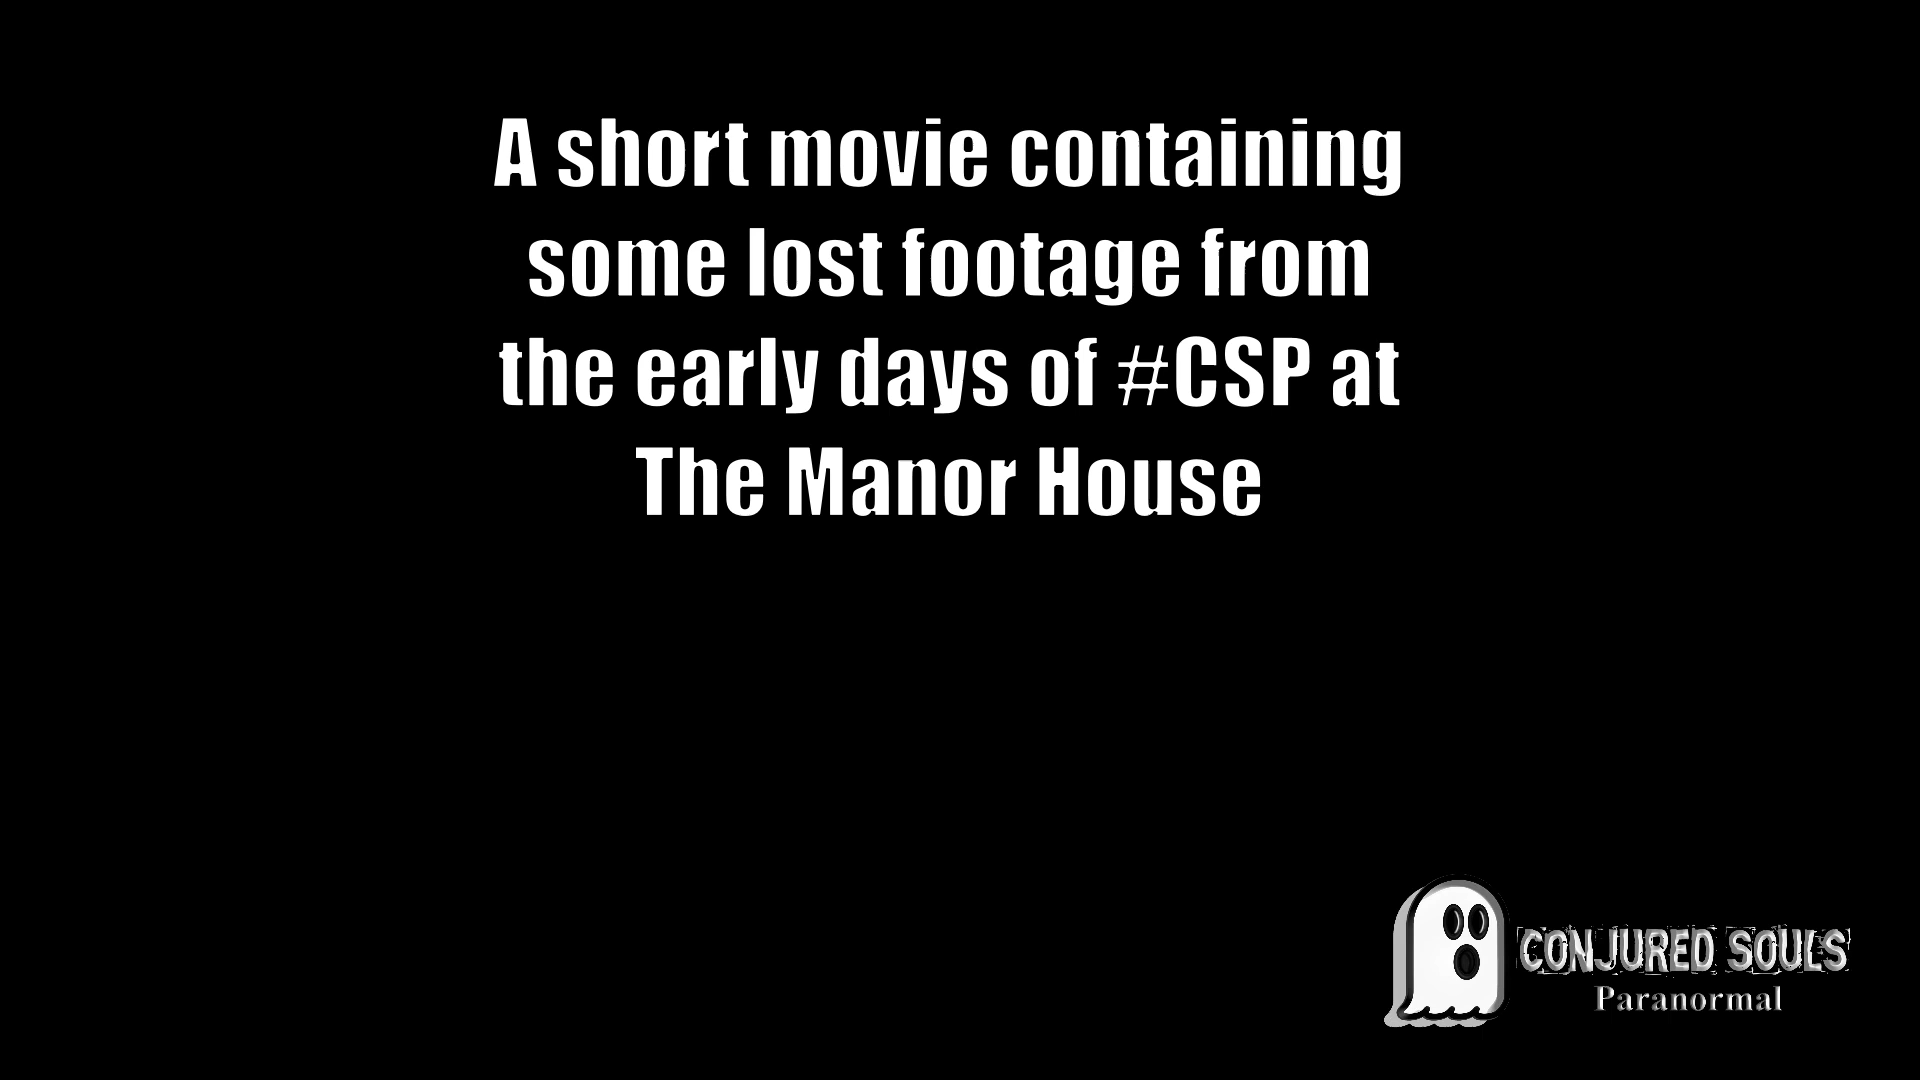 A short movie containing
some lost footage from
the early days of #CSP at
The Manor House
CONJURED SOULS
Paranormal